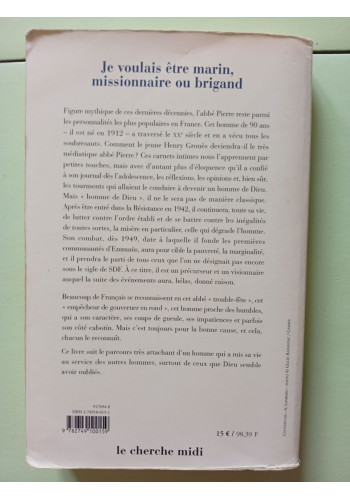 Je voulais être marin,
missionnaire ou brigand
Figure mythique de ces dernières décennies, l'abbé Pierre reste parmi
les personnalités les plus populaires en France. Cet homme de 90 ans
– il est né en 1912 – a traversé le XXe siècle et en a vécu tous les
soubresauts. Comment le jeune Henry Grouès deviendra-t-il le très
médiatique abbé Pierre ? Ces carnets intimes nous l'apprennent par
petites touches, mais avec d'autant plus d'éloquence qu'il a confié
à son journal dès l'adolescence, les réflexions, les opinions et, bien sûr,
les tourments qui allaient le conduire à devenir un homme de Dieu.
Mais « homme de Dieu », il ne le sera pas de manière classique.
Après être entré dans la Résistance en 1942, il continuera, toute sa vie,
de lutter contre l'ordre établi et de se battre contre les inégalités
de toutes sortes, la misère en particulier, celle qui dégrade l'homme.
Son combat, dès 1949, date à laquelle il fonde les premières
communautés d'Emmaüs, aura pour cible la pauvreté, la marginalité,
et il prendra le parti de tous ceux que l'on ne désignait pas encore
sous le sigle de SDF. À ce titre, il est un précurseur et un visionnaire
auquel la suite des événements aura, hélas, donné raison.
Beaucoup de Français se reconnaissent en cet abbé « trouble-fête », cet
« empêcheur de gouverner en rond », cet homme proche des humbles,
qui a son caractère, ses coups de gueule, ses impatiences et parfois
son côté cabotin. Mais c'est toujours pour la bonne cause, et cela,
chacun le reconnaît.
Ce livre suit le parcours très attachant d'un homme qui a mis sa vie
au service des autres hommes, surtout de ceux que Dieu semble
avoir oubliés.
9 782749 100159
15 € / 98,39 F
le cherche midi